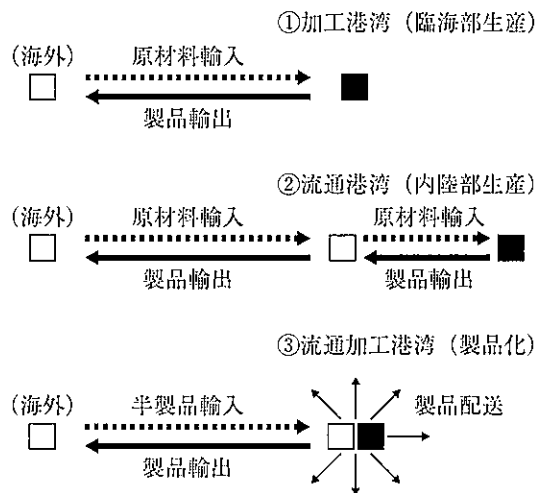 ①加工港湾(臨海部生産)
(海外) 原材料輸入
製品輸出
②流通港湾(内陸部生産)
(海外) 原材料輸入 原材料輸入
製品輸出 製品輸出
③流通加工港湾(製品化)
(海外) 半製品輸入 製品配送
製品輸出